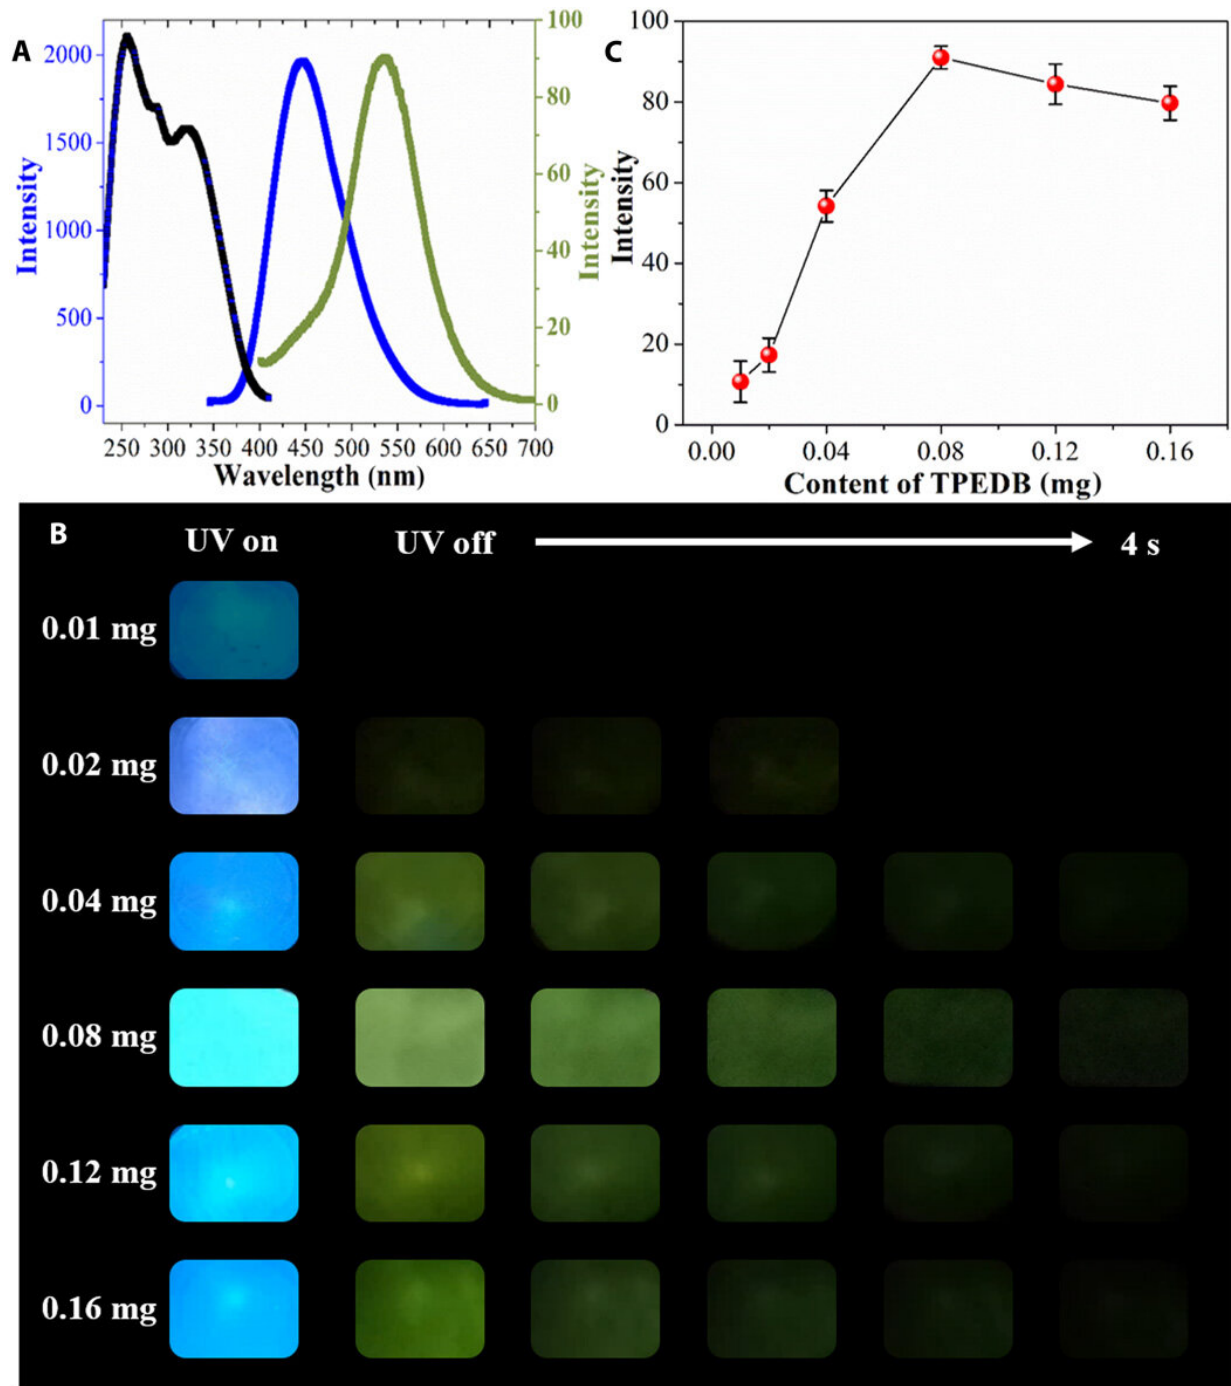 A
2000
1500
1000
500
0
Intensity
100
80
60
40
20
0
Intensity
250 300 350 400 450 500 550 600 650 700
Wavelength (nm)
C
100
80
60
40
20
0
Intensity
0.00 0.04 0.08 0.12 0.16
Content of TPEDB (mg)
B
UV on UV off 4 s
0.01 mg
0.02 mg
0.04 mg
0.08 mg
0.12 mg
0.16 mg